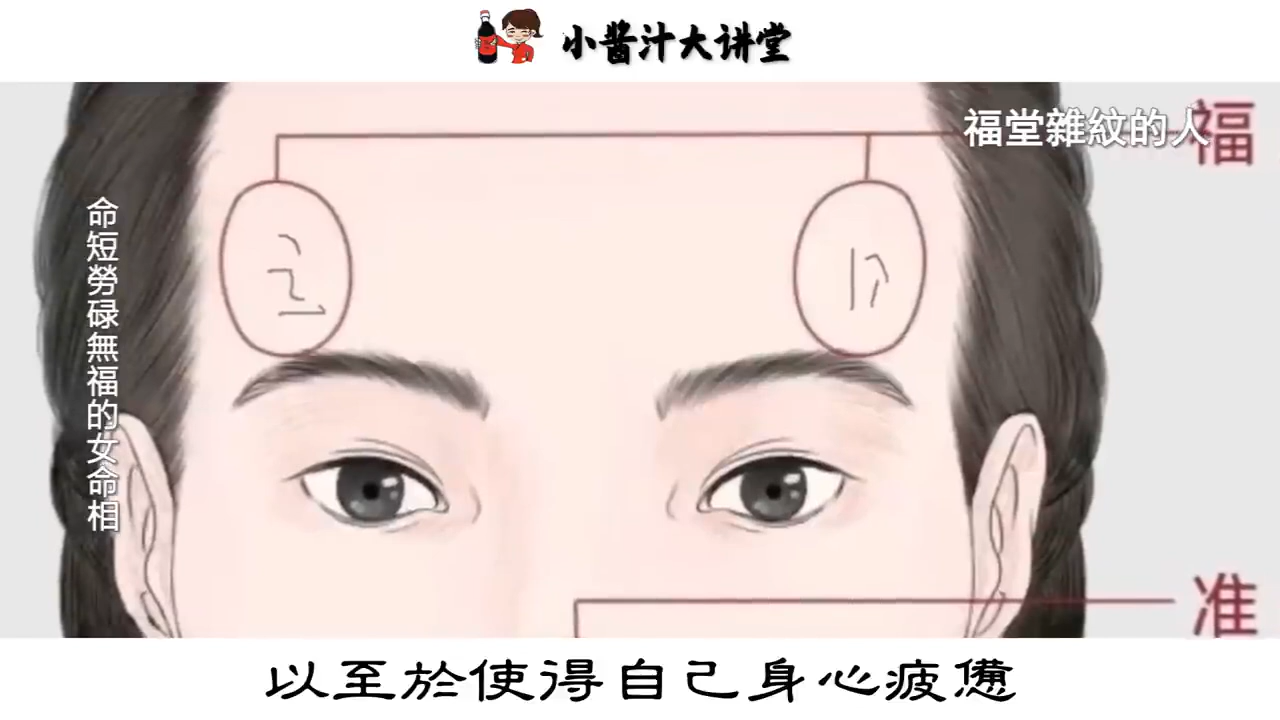 小酱汁大讲堂
福堂雜紋的人
福
命短勞碌無福的女命相
准
以至於使得自己身心疲憊